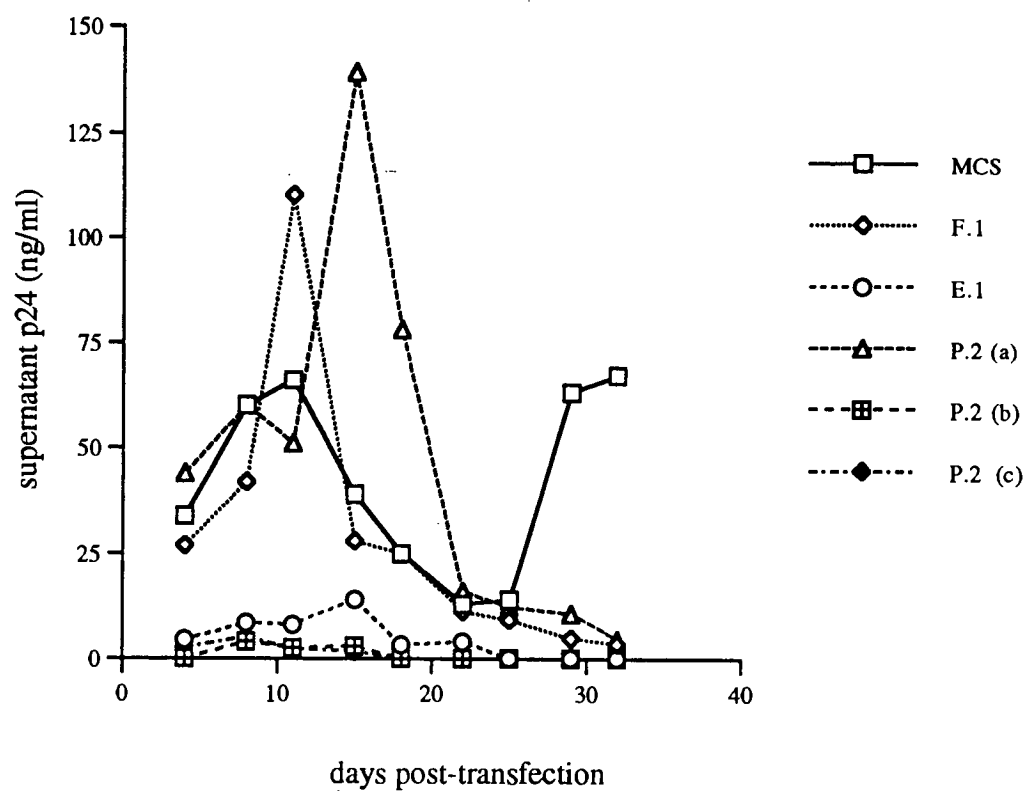 150
125
100
75
50
25
0
0 10 20 30 40
supernatant p24 (ng/ml)
days post-transfection
MCS
F.1
E.1
P.2 (a)
P.2 (b)
P.2 (c)